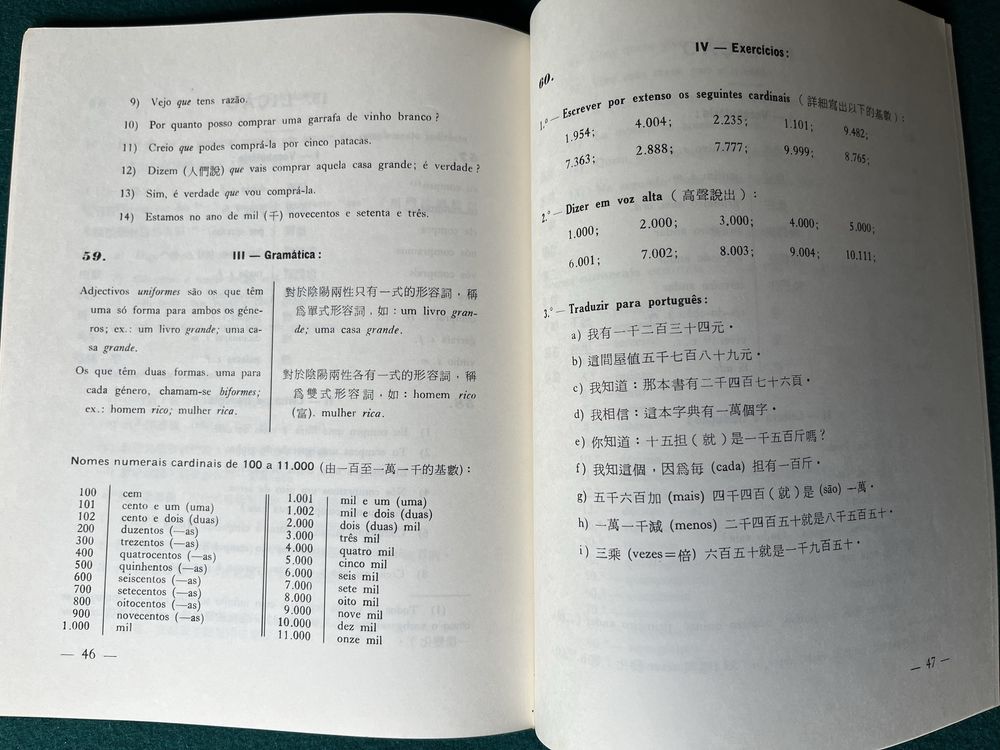 9) Vejo que tens razão.
10) Por quanto posso comprar uma garrafa de vinho branco?
11) Creio que podes comprá-la por cinco patacas.
12) Dizem (人們說) que vais comprar aquela casa grande; é verdade?
13) Sim, é verdade que vou comprá-la.
14) Estamos no ano de mil (千) novecentos e setenta e três.
59.
III — Gramática:
Adjectivos uniformes são os que têm
uma só forma para ambos os géne-
ros; ex.: um livro grande; uma ca-
sa grande.
Os que têm duas formas. uma para
cada género, chamam-se biformes;
ex.: homem rico; mulher rica.
對於陰陽兩性只有一式的形容詞,稱
爲單式形容詞,如:um livro gran-
de; uma casa grande.
對於陰陽兩性各有一式的形容詞,稱
爲雙式形容詞,如:homem rico
(富). mulher rica.
Nomes numerais cardinais de 100 a 11.000 (由一百至一萬一千的基數):
100 cem
101 cento e um (uma)
102 cento e dois (duas)
200 duzentos (—as)
300 trezentos (—as)
400 quatrocentos (—as)
500 quinhentos (—as)
600 seiscentos (—as)
700 setecentos (—as)
800 oitocentos (—as)
900 novecentos (—as)
1.000 mil
1.001 mil e um (uma)
1.002 mil e dois (duas)
2.000 dois (duas) mil
3.000 três mil
4.000 quatro mil
5.000 cinco mil
6.000 seis mil
7.000 sete mil
8.000 oito mil
9.000 nove mil
10.000 dez mil
11.000 onze mil
— 46 —
IV — Exercícios:
60.
1.º — Escrever por extenso os seguintes cardinais (詳細寫出以下的基數):
1.954; 4.004; 2.235; 1.101; 9.482;
7.363; 2.888; 7.777; 9.999; 8.765;
2.º — Dizer em voz alta (高聲說出):
1.000; 2.000; 3,000; 4.000; 5.000;
6.001; 7.002; 8.003; 9.004; 10.111;
3.º — Traduzir para português:
a) 我有一千二百三十四元・
b) 這間屋値五千七百八十九元・
c) 我知道:那本書有二千四百七十六頁・
d) 我相信:這本字典有一萬個字・
e) 你知道:十五担(就)是一千五百斤嗎?
f) 我知這個,因爲每 (cada) 担有一百斤・
g) 五千六百加 (mais) 四千四百(就)是 (são) 一萬・
h) 一萬一千減 (menos) 二千四百五十就是八千五百五十・
i) 三乘 (vezes=倍) 六百五十就是一千九百五十・
— 47 —